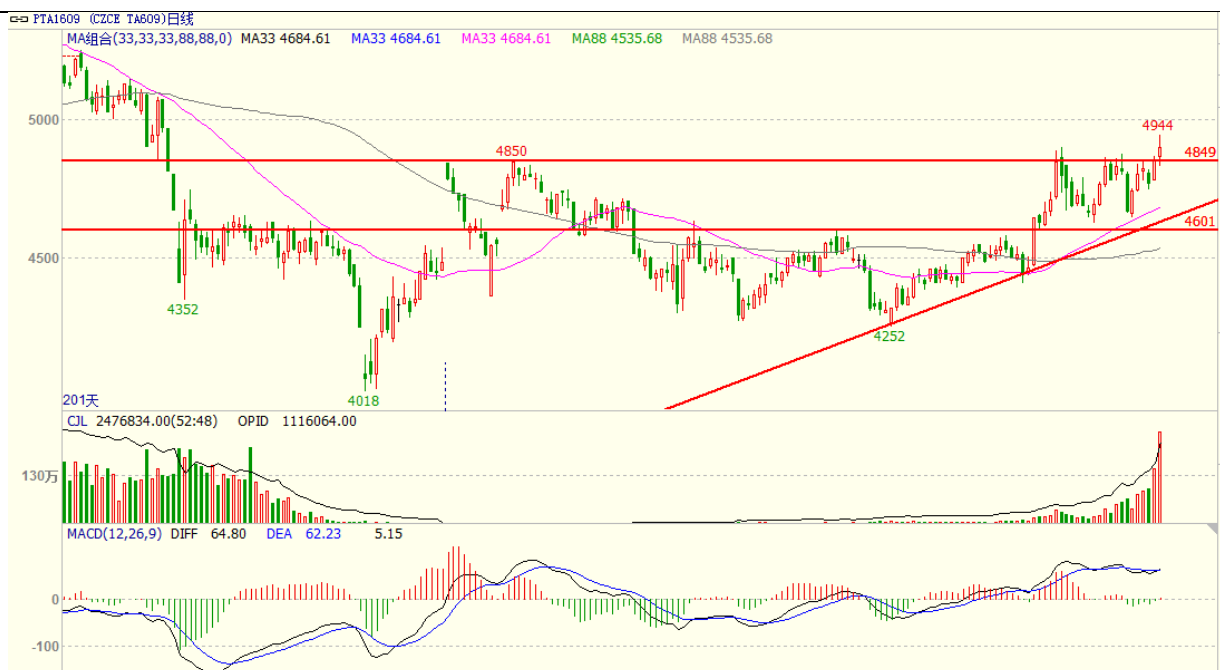 PTA1609 (CZCE TA609)日线
MA组合(33,33,33,88,88,0) MA33 4684.61 MA33 4684.61 MA33 4684.61 MA88 4535.68 MA88 4535.68
4944
5000
4850
4849
4601
4500
4352
4252
4018
201天
CJL 2476834.00(52:48) OPID 1116064.00
130万
MACD(12,26,9) DIFF 64.80 DEA 62.23 5.15
0
-100